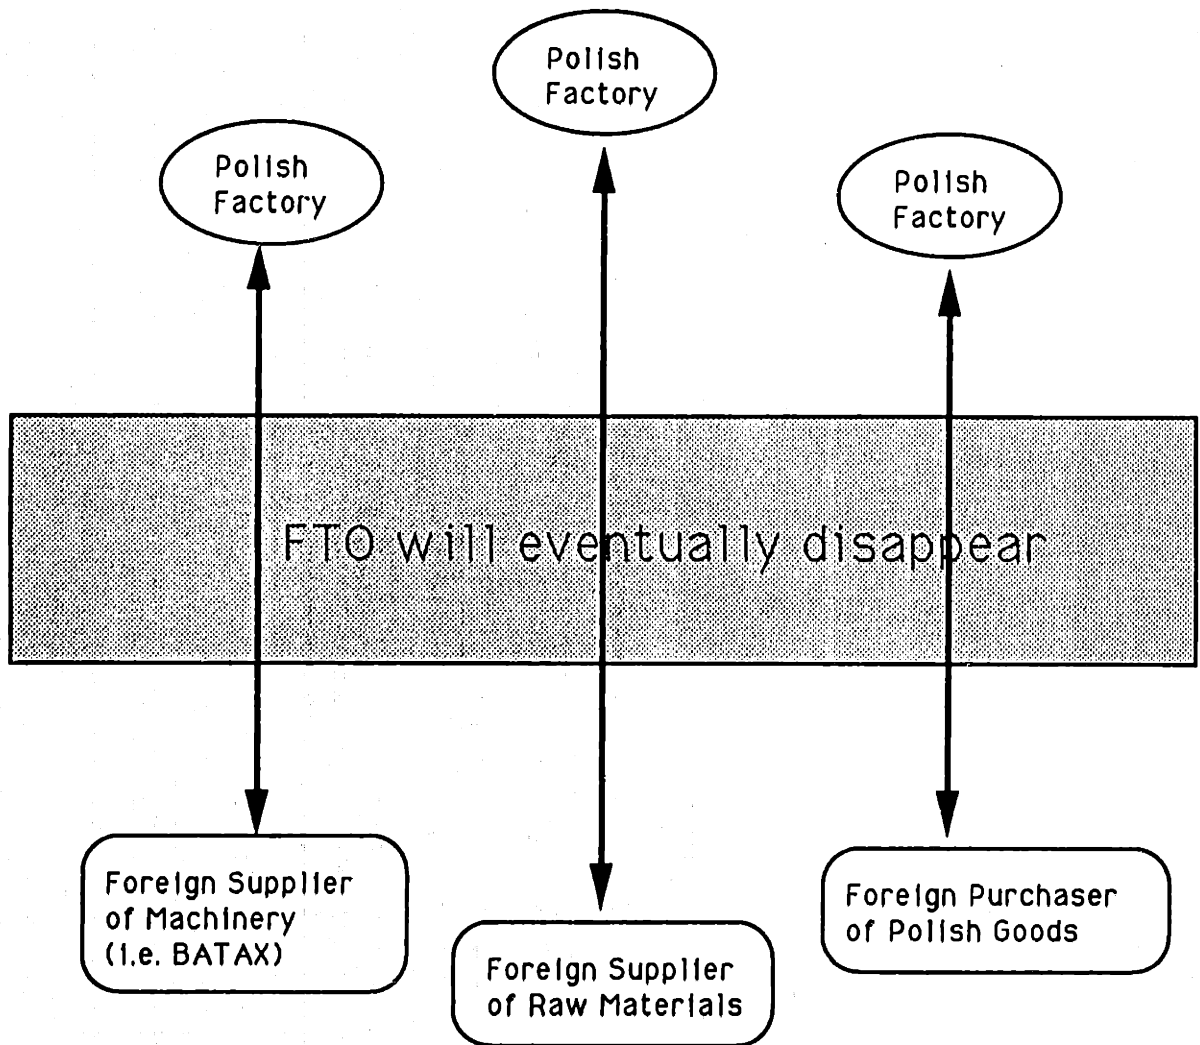 Polish
Factory
Polish
Factory
Polish
Factory
FTO will eventually disappear
Foreign Supplier
of Machinery
(i.e. BATAX)
Foreign Supplier
of Raw Materials
Foreign Purchaser
of Polish Goods